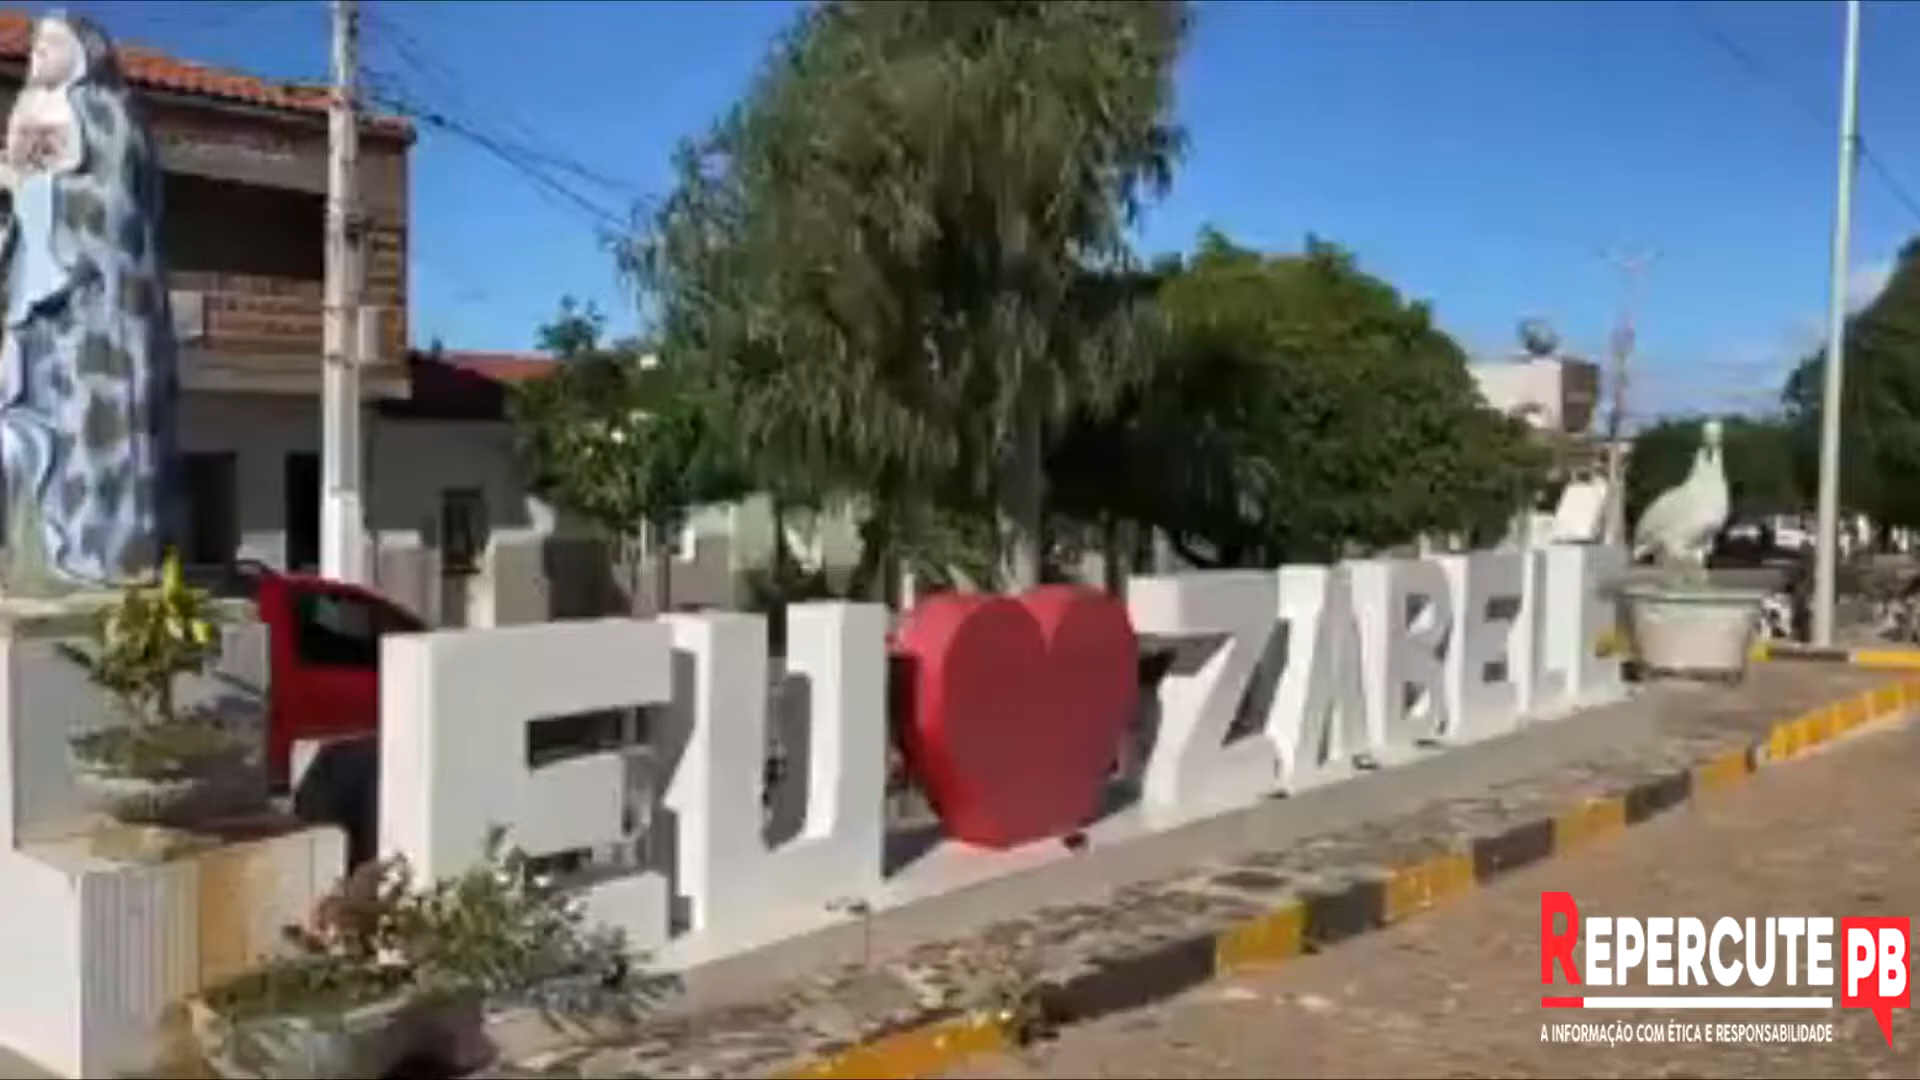 EU ZABELÊ
REPERCUTE PB
A INFORMAÇÃO COM ÉTICA E RESPONSABILIDADE